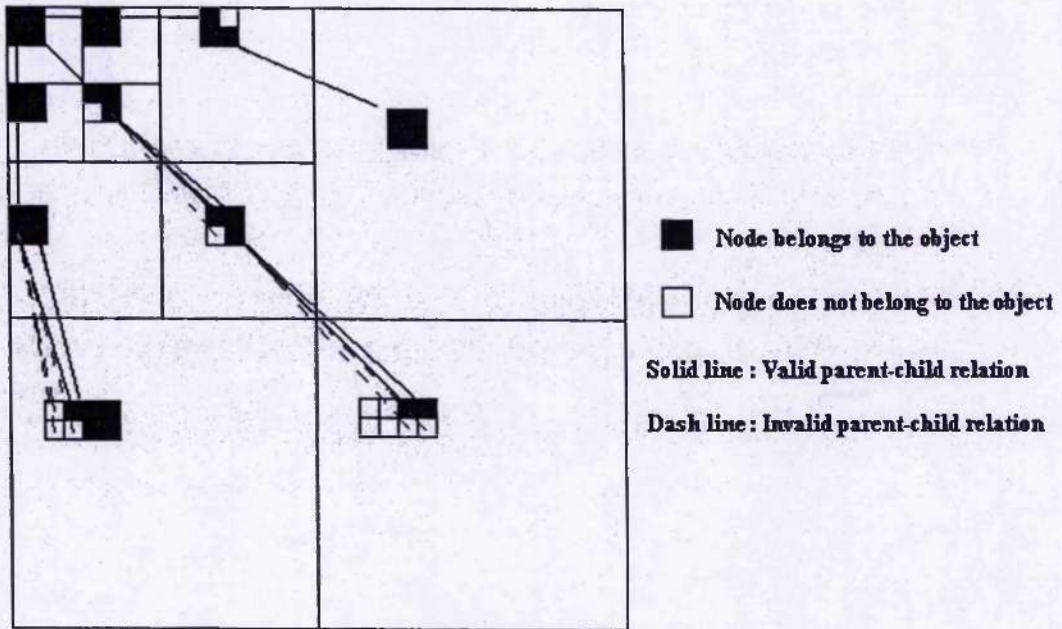 Node belongs to the object
Node does not belong to the object
Solid line : Valid parent-child relation
Dash line : Invalid parent-child relation